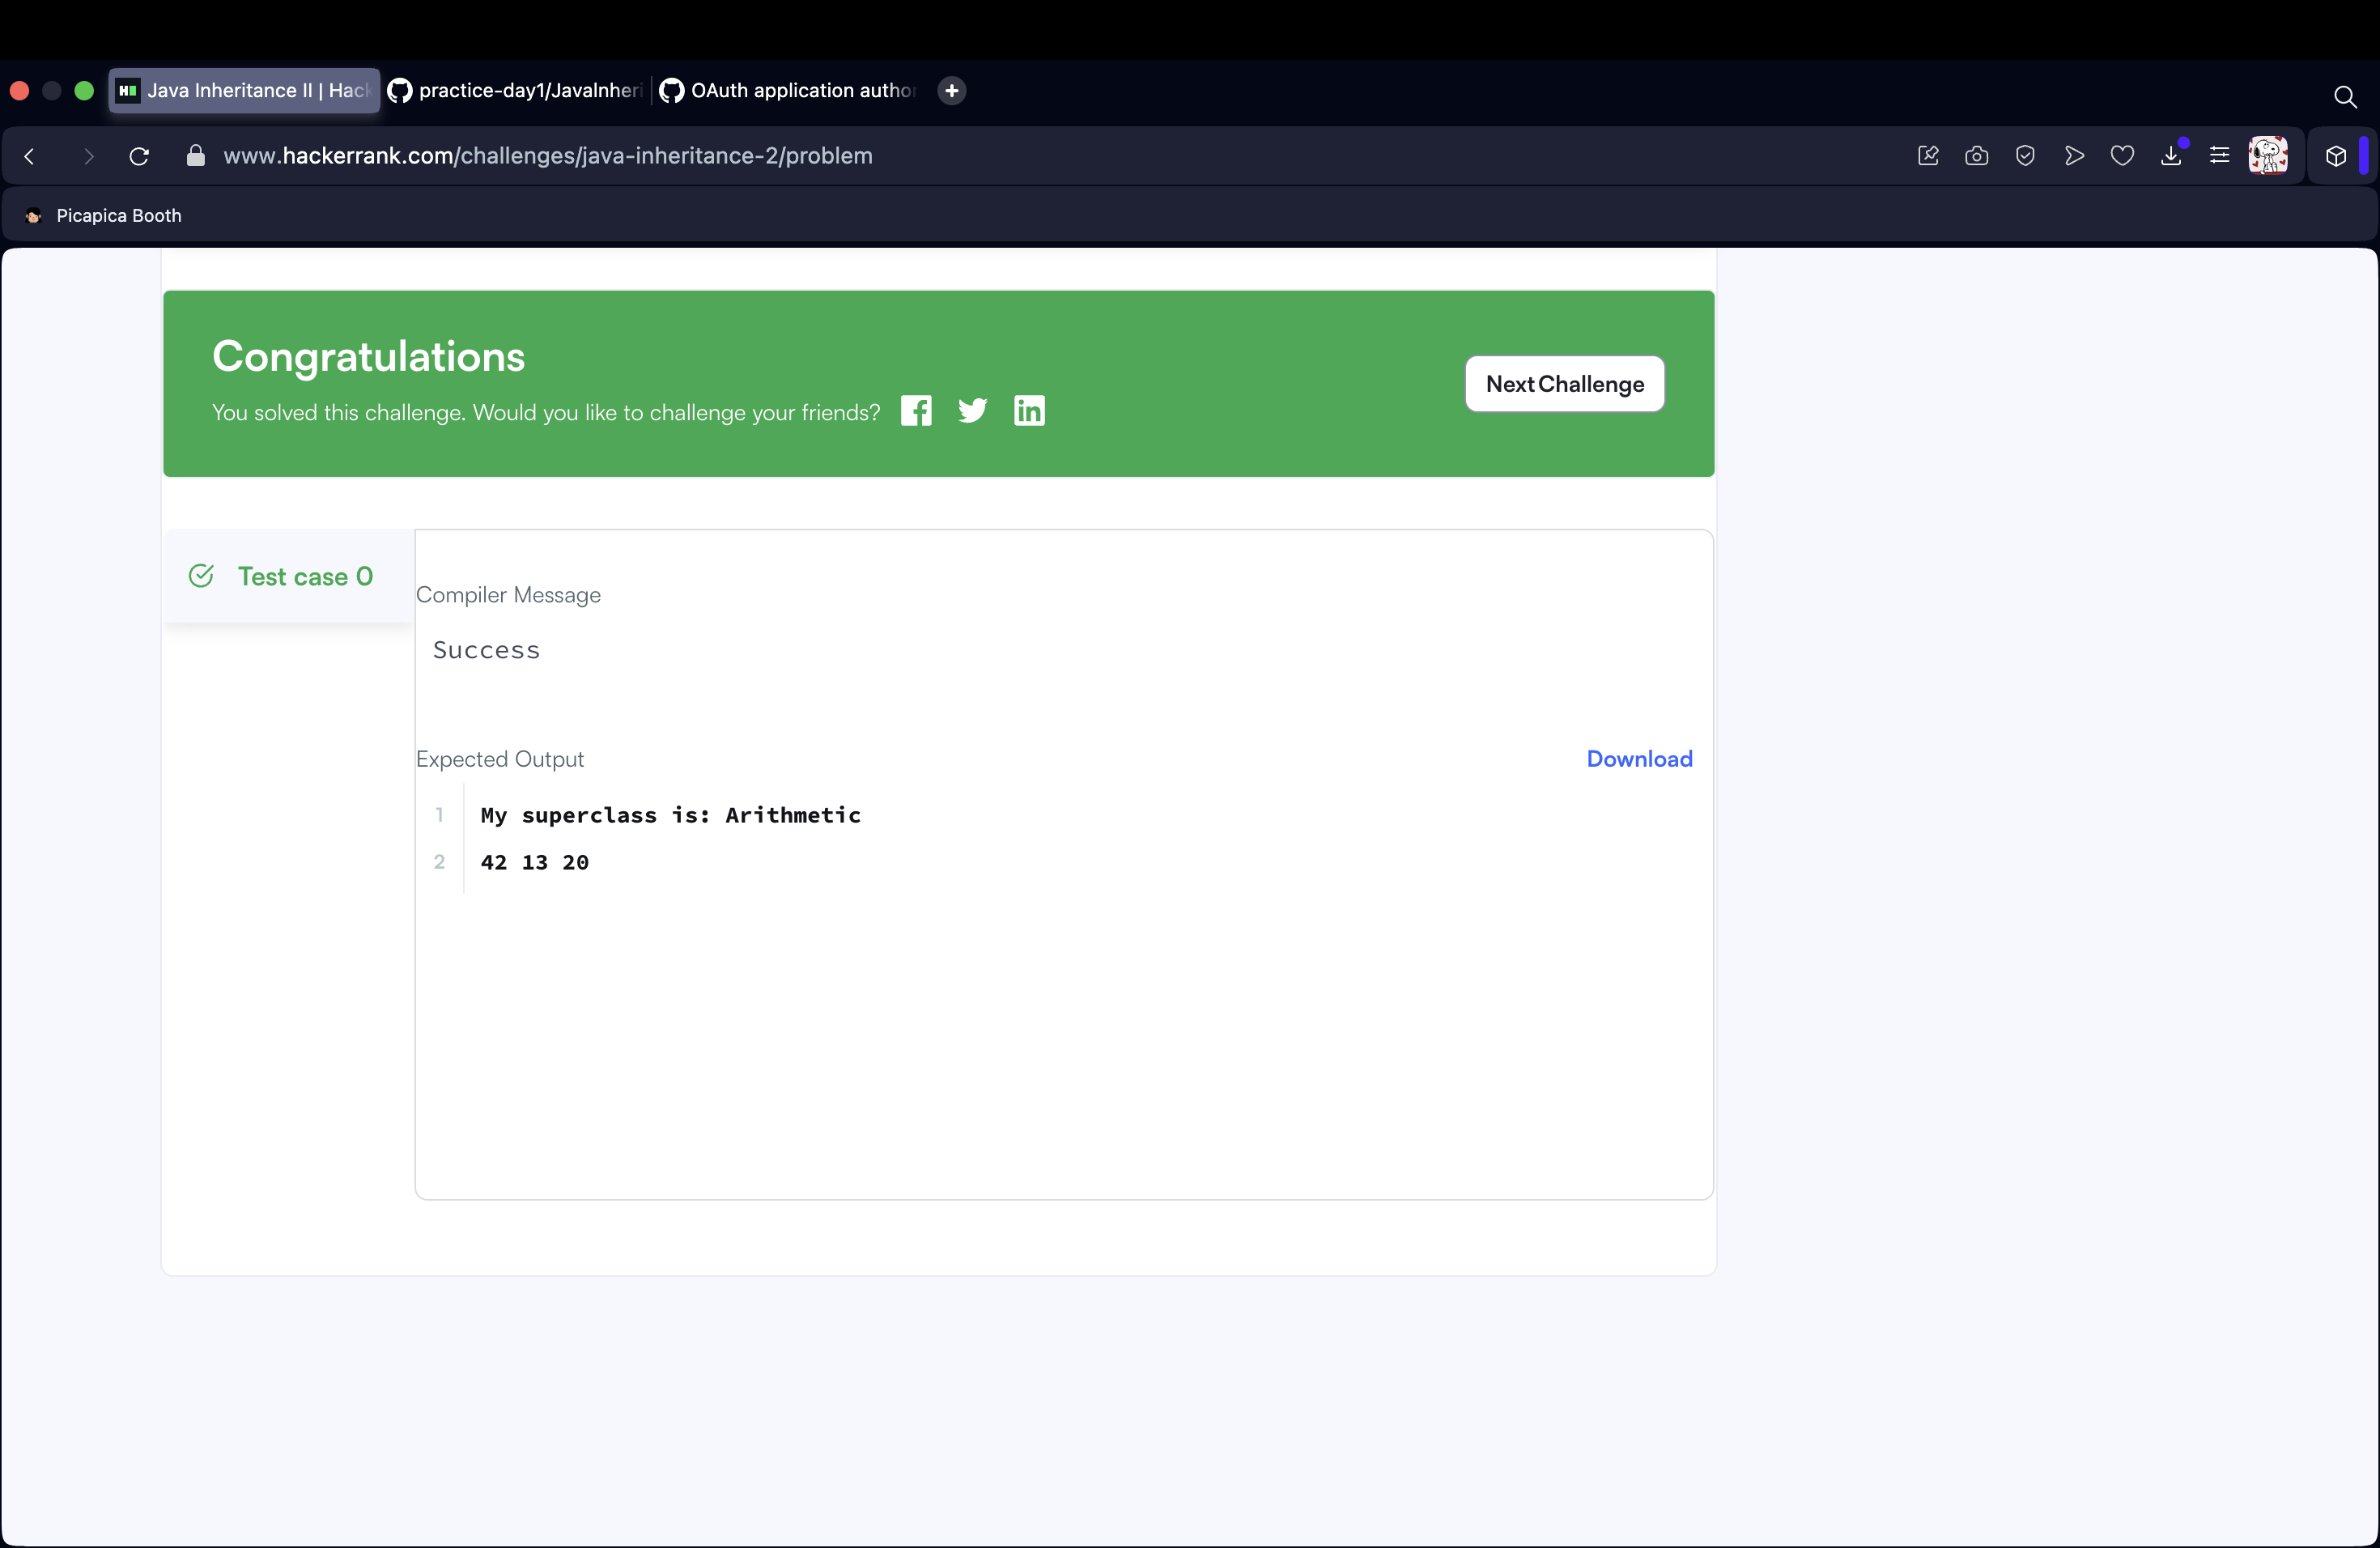 Java Inheritance II | Hack
practice-day1/JavaInheri
OAuth application author
www.hackerrank.com/challenges/java-inheritance-2/problem
Picapica Booth
Congratulations
You solved this challenge. Would you like to challenge your friends?
Next Challenge
Test case 0
Compiler Message
Success
Expected Output
Download
1 My superclass is: Arithmetic
2 42 13 20